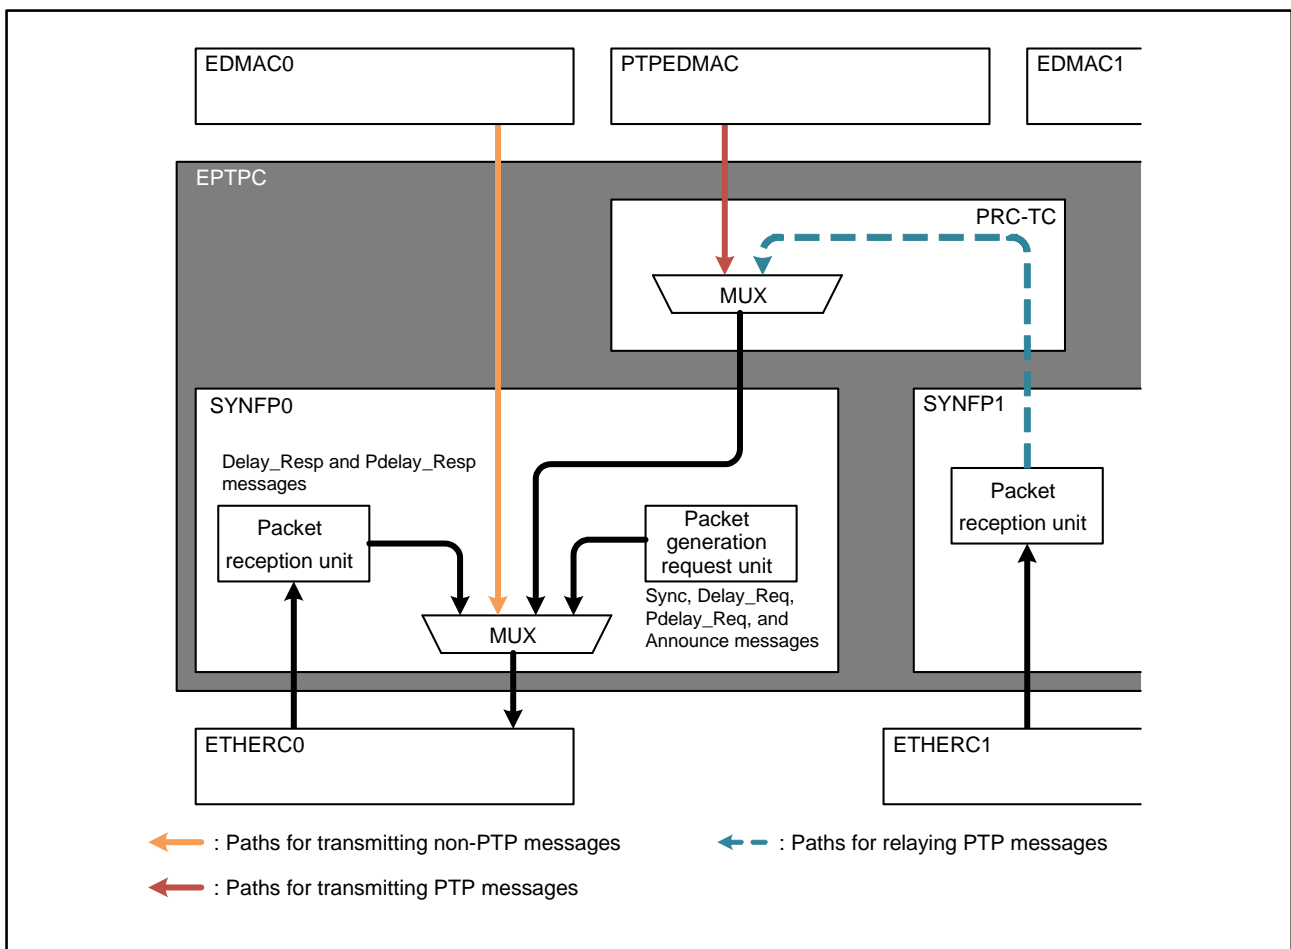 EDMAC0
PTPEDMAC
EDMAC1
EPTPC
PRC-TC
MUX
SYNFP0
SYNFP1
Delay_Resp and Pdelay_Resp
messages
Packet
reception unit
Packet
generation
request unit
Packet
reception unit
Sync, Delay_Req,
Pdelay_Req, and
Announce messages
MUX
ETHERC0
ETHERC1
: Paths for transmitting non-PTP messages
: Paths for relaying PTP messages
: Paths for transmitting PTP messages